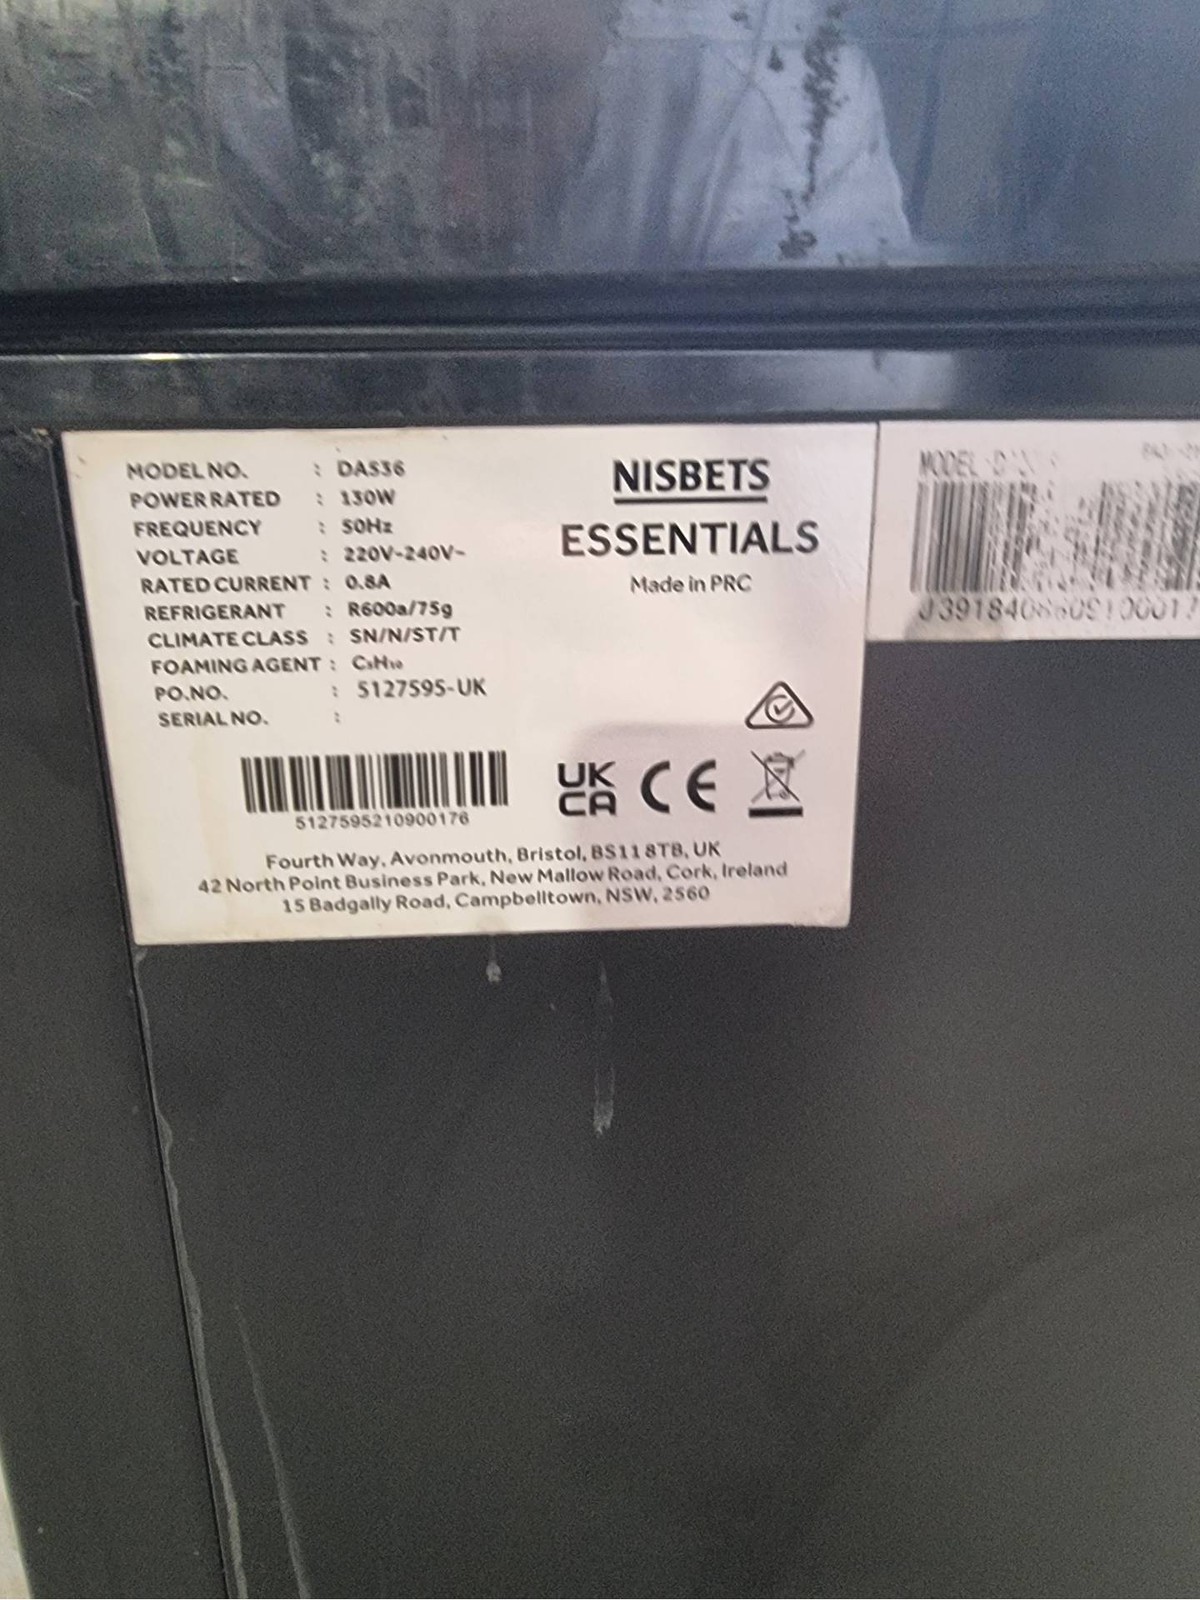 MODEL NO. : DA536
POWER RATED : 130W
FREQUENCY : 50Hz
VOLTAGE : 220V-240V~
RATED CURRENT : 0.8A
REFRIGERANT : R600a/75g
CLIMATE CLASS : SN/N/ST/T
FOAMING AGENT : C₅H₁₀
PO.NO. : 5127595-UK
SERIAL NO. :
5127595210900176
NISBETS
ESSENTIALS
Made in PRC
UK
CA
CE
Fourth Way, Avonmouth, Bristol, BS11 8TB, UK
42 North Point Business Park, New Mallow Road, Cork, Ireland
15 Badgally Road, Campbelltown, NSW, 2560
MODEL